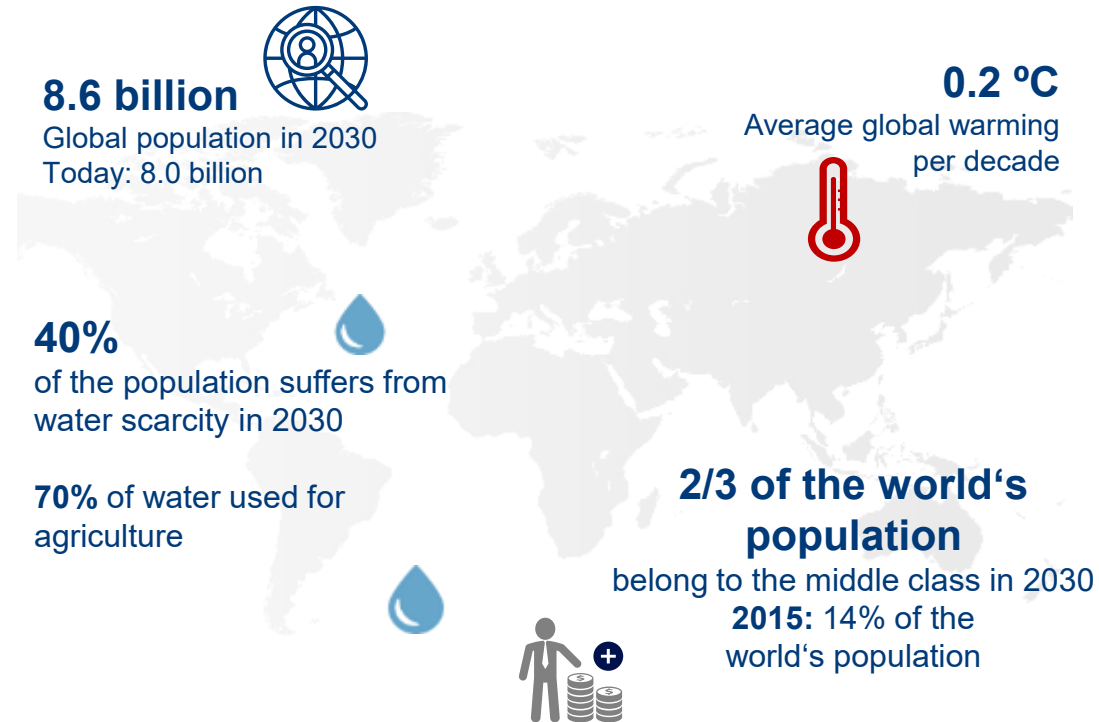 8.6 billion
Global population in 2030
Today: 8.0 billion
0.2 ºC
Average global warming
per decade
40%
of the population suffers from
water scarcity in 2030
70% of water used for
agriculture
2/3 of the world‘s
population
belong to the middle class in 2030
2015: 14% of the
world‘s population
$
$